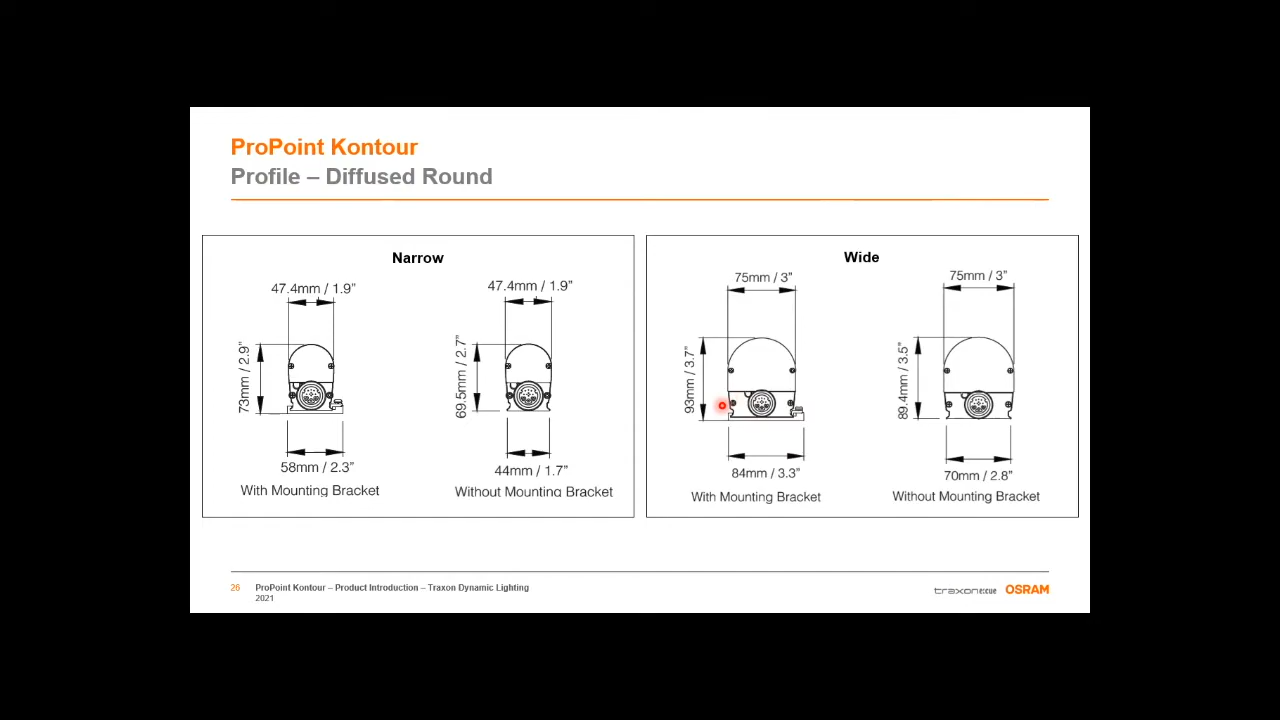 ProPoint Kontour
Profile – Diffused Round
Narrow
47.4mm / 1.9”
47.4mm / 1.9”
73mm / 2.9”
69.5mm / 2.7”
58mm / 2.3”
44mm / 1.7”
With Mounting Bracket
Without Mounting Bracket
Wide
75mm / 3”
75mm / 3”
93mm / 3.7”
89.4mm / 3.5”
84mm / 3.3”
70mm / 2.8”
With Mounting Bracket
Without Mounting Bracket
26 ProPoint Kontour – Product Introduction – Traxon Dynamic Lighting
2021
traxon e:cue OSRAM